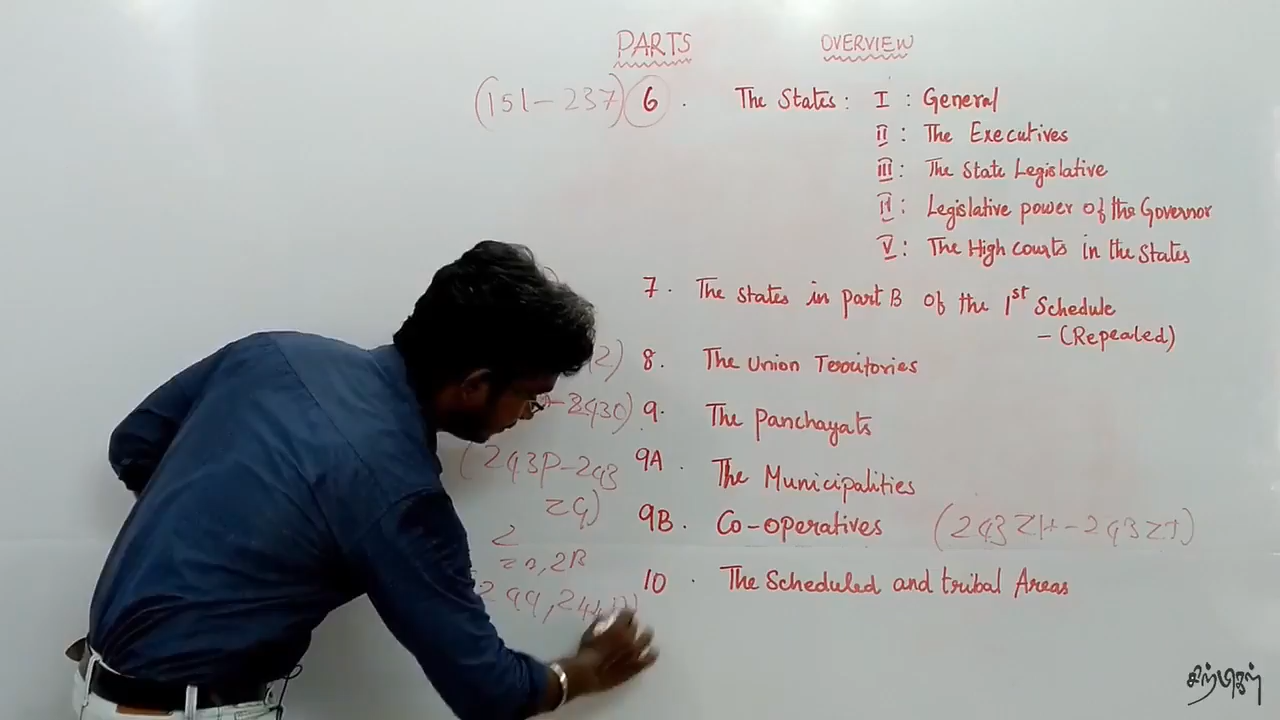 PARTS OVERVIEW
(151-237) 6 . The States : I : General
II : The Executives
III : The State Legislative
IV : Legislative power of the Governor
V : The High courts in the States
7 . The states in part B of the 1st Schedule
- (Repealed)
2) 8 . The Union Territories
- 243O) 9 . The Panchayats
(243P-243 9A . The Municipalities
ZG)
9B . Co-operatives (243ZH-243ZT)
10 . The Scheduled and tribal Areas
சிற்பிகள்